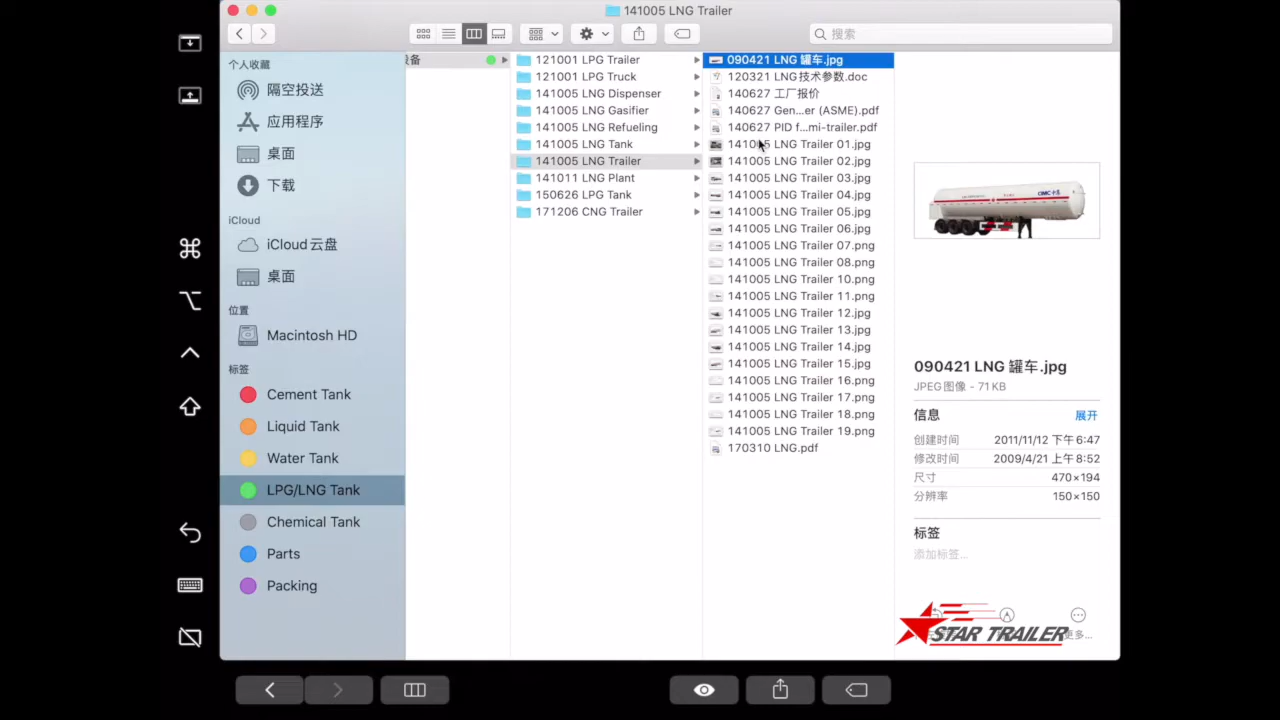 141005 LNG Trailer
搜索
个人收藏
隔空投送
应用程序
桌面
下载
iCloud
iCloud云盘
桌面
位置
Macintosh HD
标签
Cement Tank
Liquid Tank
Water Tank
LPG/LNG Tank
Chemical Tank
Parts
Packing
121001 LPG Trailer
121001 LPG Truck
141005 LNG Dispenser
141005 LNG Gasifier
141005 LNG Refueling
141005 LNG Tank
141005 LNG Trailer
141011 LNG Plant
150626 LPG Tank
171206 CNG Trailer
090421 LNG 罐车.jpg
120321 LNG技术参数.doc
140627 工厂报价
140627 Gen...er (ASME).pdf
140627 PID f...mi-trailer.pdf
141005 LNG Trailer 01.jpg
141005 LNG Trailer 02.jpg
141005 LNG Trailer 03.jpg
141005 LNG Trailer 04.jpg
141005 LNG Trailer 05.jpg
141005 LNG Trailer 06.jpg
141005 LNG Trailer 07.png
141005 LNG Trailer 08.png
141005 LNG Trailer 10.png
141005 LNG Trailer 11.png
141005 LNG Trailer 12.jpg
141005 LNG Trailer 13.jpg
141005 LNG Trailer 14.jpg
141005 LNG Trailer 15.jpg
141005 LNG Trailer 16.png
141005 LNG Trailer 17.png
141005 LNG Trailer 18.png
141005 LNG Trailer 19.png
170310 LNG.pdf
090421 LNG 罐车.jpg
JPEG图像 - 71 KB
信息 展开
创建时间 2011/11/12 下午6:47
修改时间 2009/4/21 上午8:52
尺寸 470×194
分辨率 150×150
标签
添加标签...
STAR TRAILER
更多...